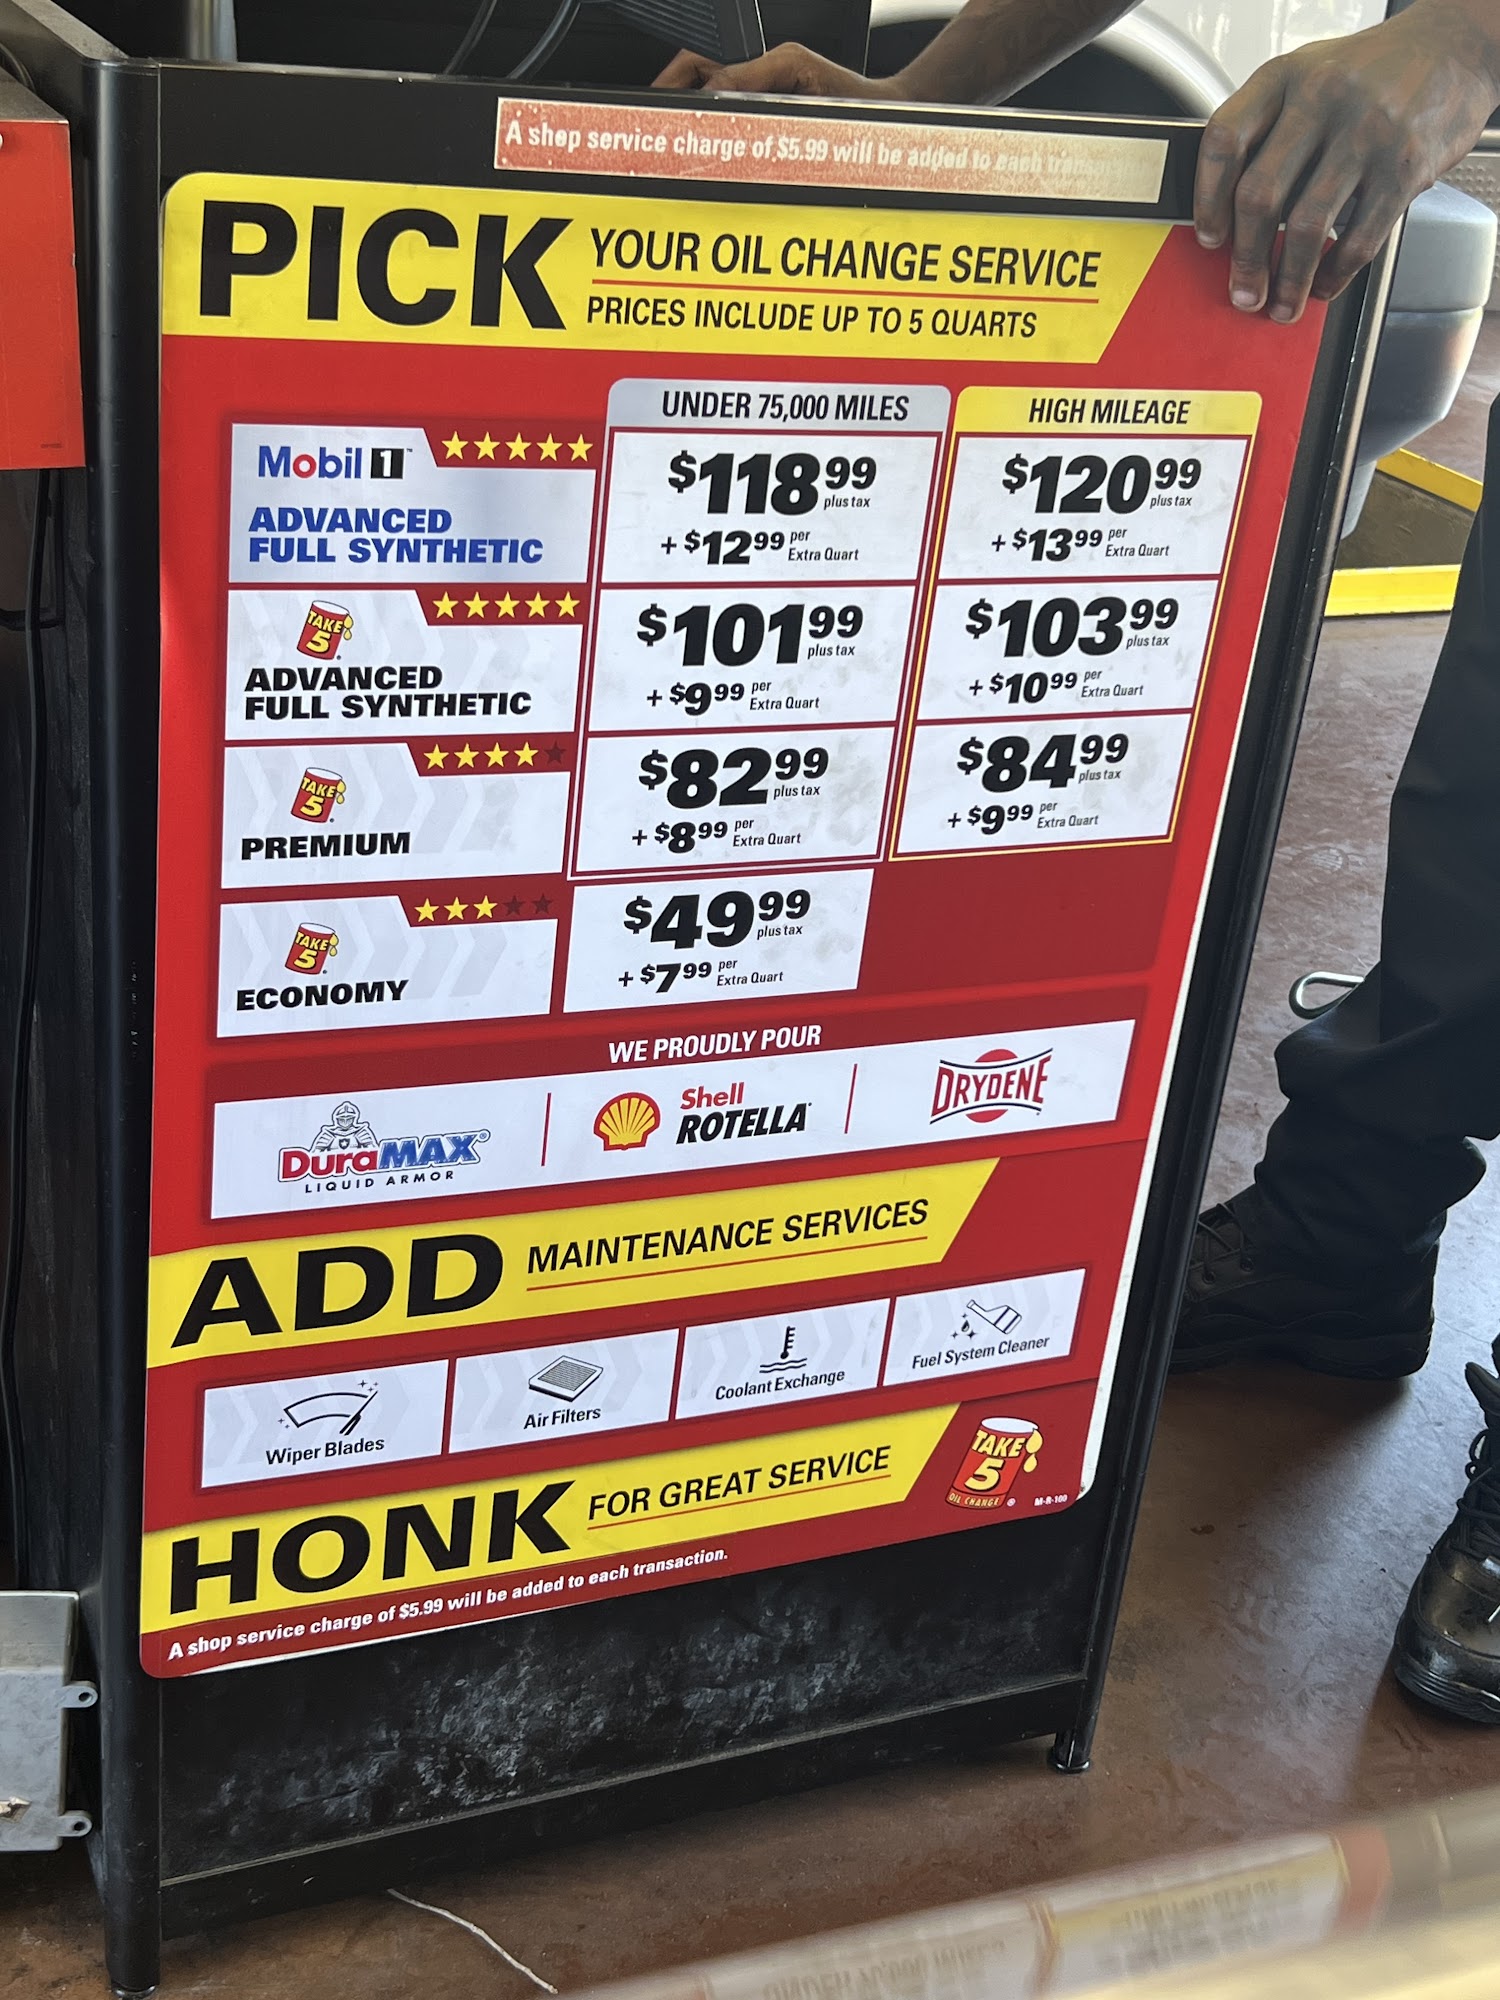 A shop service charge of $5.99 will be added to each
PICK YOUR OIL CHANGE SERVICE
PRICES INCLUDE UP TO 5 QUARTS
UNDER 75,000 MILES
HIGH MILEAGE
Mobil 1™
ADVANCED
FULL SYNTHETIC
$118.99 plus tax
+ $12.99 per Extra Quart
$120.99 plus tax
+ $13.99 per Extra Quart
TAKE 5
ADVANCED
FULL SYNTHETIC
$101.99 plus tax
+ $9.99 per Extra Quart
$103.99 plus tax
+ $10.99 per Extra Quart
TAKE 5
PREMIUM
$82.99 plus tax
+ $8.99 per Extra Quart
$84.99 plus tax
+ $9.99 per Extra Quart
TAKE 5
ECONOMY
$49.99 plus tax
+ $7.99 per Extra Quart
WE PROUDLY POUR
DuraMAX®
LIQUID ARMOR
Shell
ROTELLA
DRYDENE
ADD MAINTENANCE SERVICES
Wiper Blades
Air Filters
Coolant Exchange
Fuel System Cleaner
HONK FOR GREAT SERVICE
TAKE 5
OIL CHANGE ®
M-R-100
A shop service charge of $5.99 will be added to each transaction.